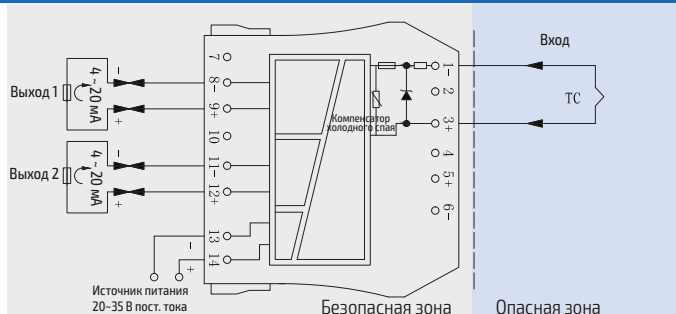 Вход
TC
1-
2
3+
4
5+
6-
Компенсатор
холодного спая
7
8-
9+
10
11-
12+
13
14
Выход 1
4~20 мА
-
+
Выход 2
4~20 мА
-
+
-
+
Источник питания
20~35 В пост. тока
Безопасная зона
Опасная зона